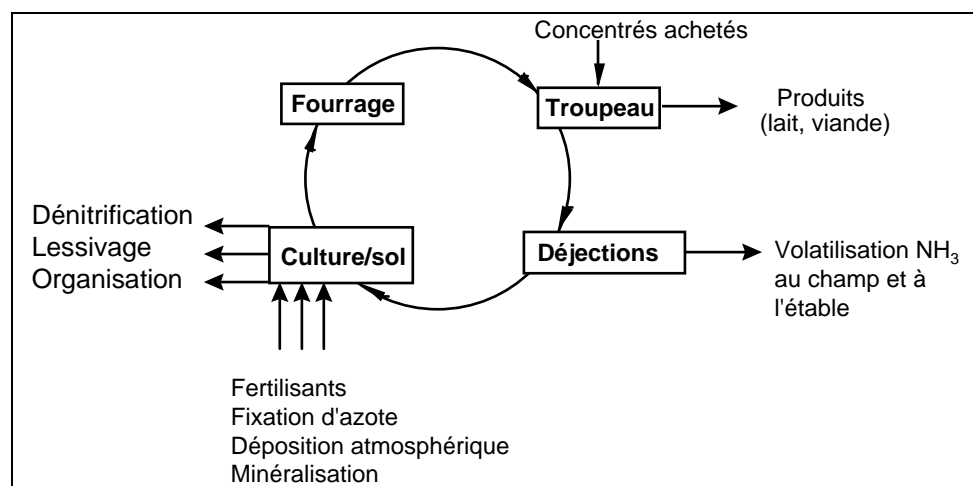 Concentrés achetés
Fourrage
Troupeau
Produits
(lait, viande)
Dénitrification
Lessivage
Organisation
Culture/sol
Déjections
Volatilisation NH₃
au champ et à
l'étable
Fertilisants
Fixation d'azote
Déposition atmosphérique
Minéralisation